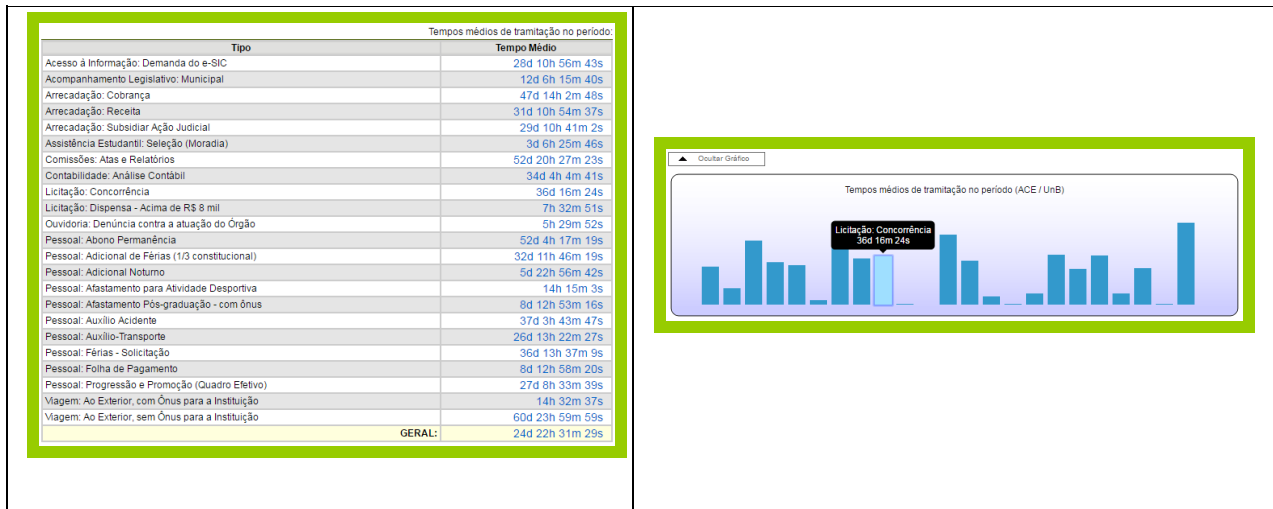 Tempos médios de tramitação no período:
Tipo Tempo Médio
Acesso á Informação: Demanda do e-SIC 28d 10h 56m 43s
Acompanhamento Legislativo: Municipal 12d 6h 15m 40s
Arrecadação: Cobrança 47d 14h 2m 48s
Arrecadação: Receita 31d 10h 54m 37s
Arrecadação: Subsidiar Ação Judicial 29d 10h 41m 2s
Assistência Estudantil: Seleção (Moradia) 3d 6h 25m 46s
Comissões: Atas e Relatórios 52d 20h 27m 23s
Contabilidade: Análise Contábil 34d 4h 4m 41s
Licitação: Concorrência 36d 16m 24s
Licitação: Dispensa - Acima de R$ 8 mil 7h 32m 51s
Ouvidoria: Denúncia contra a atuação do Órgão 5h 29m 52s
Pessoal: Abono Permanência 52d 4h 17m 19s
Pessoal: Adicional de Férias (1/3 constitucional) 32d 11h 46m 19s
Pessoal: Adicional Noturno 5d 22h 56m 42s
Pessoal: Afastamento para Atividade Desportiva 14h 15m 3s
Pessoal: Afastamento Pós-graduação - com ônus 8d 12h 53m 16s
Pessoal: Auxílio Acidente 37d 3h 43m 47s
Pessoal: Auxílio-Transporte 26d 13h 22m 27s
Pessoal: Férias - Solicitação 36d 13h 37m 9s
Pessoal: Folha de Pagamento 8d 12h 58m 20s
Pessoal: Progressão e Promoção (Quadro Efetivo) 27d 8h 33m 39s
Viagem: Ao Exterior, com Ônus para a Instituição 14h 32m 37s
Viagem: Ao Exterior, sem Ônus para a Instituição 60d 23h 59m 59s
GERAL: 24d 22h 31m 29s
Ocultar Gráfico
Tempos médios de tramitação no período (ACE / UnB)
Licitação: Concorrência
36d 16m 24s